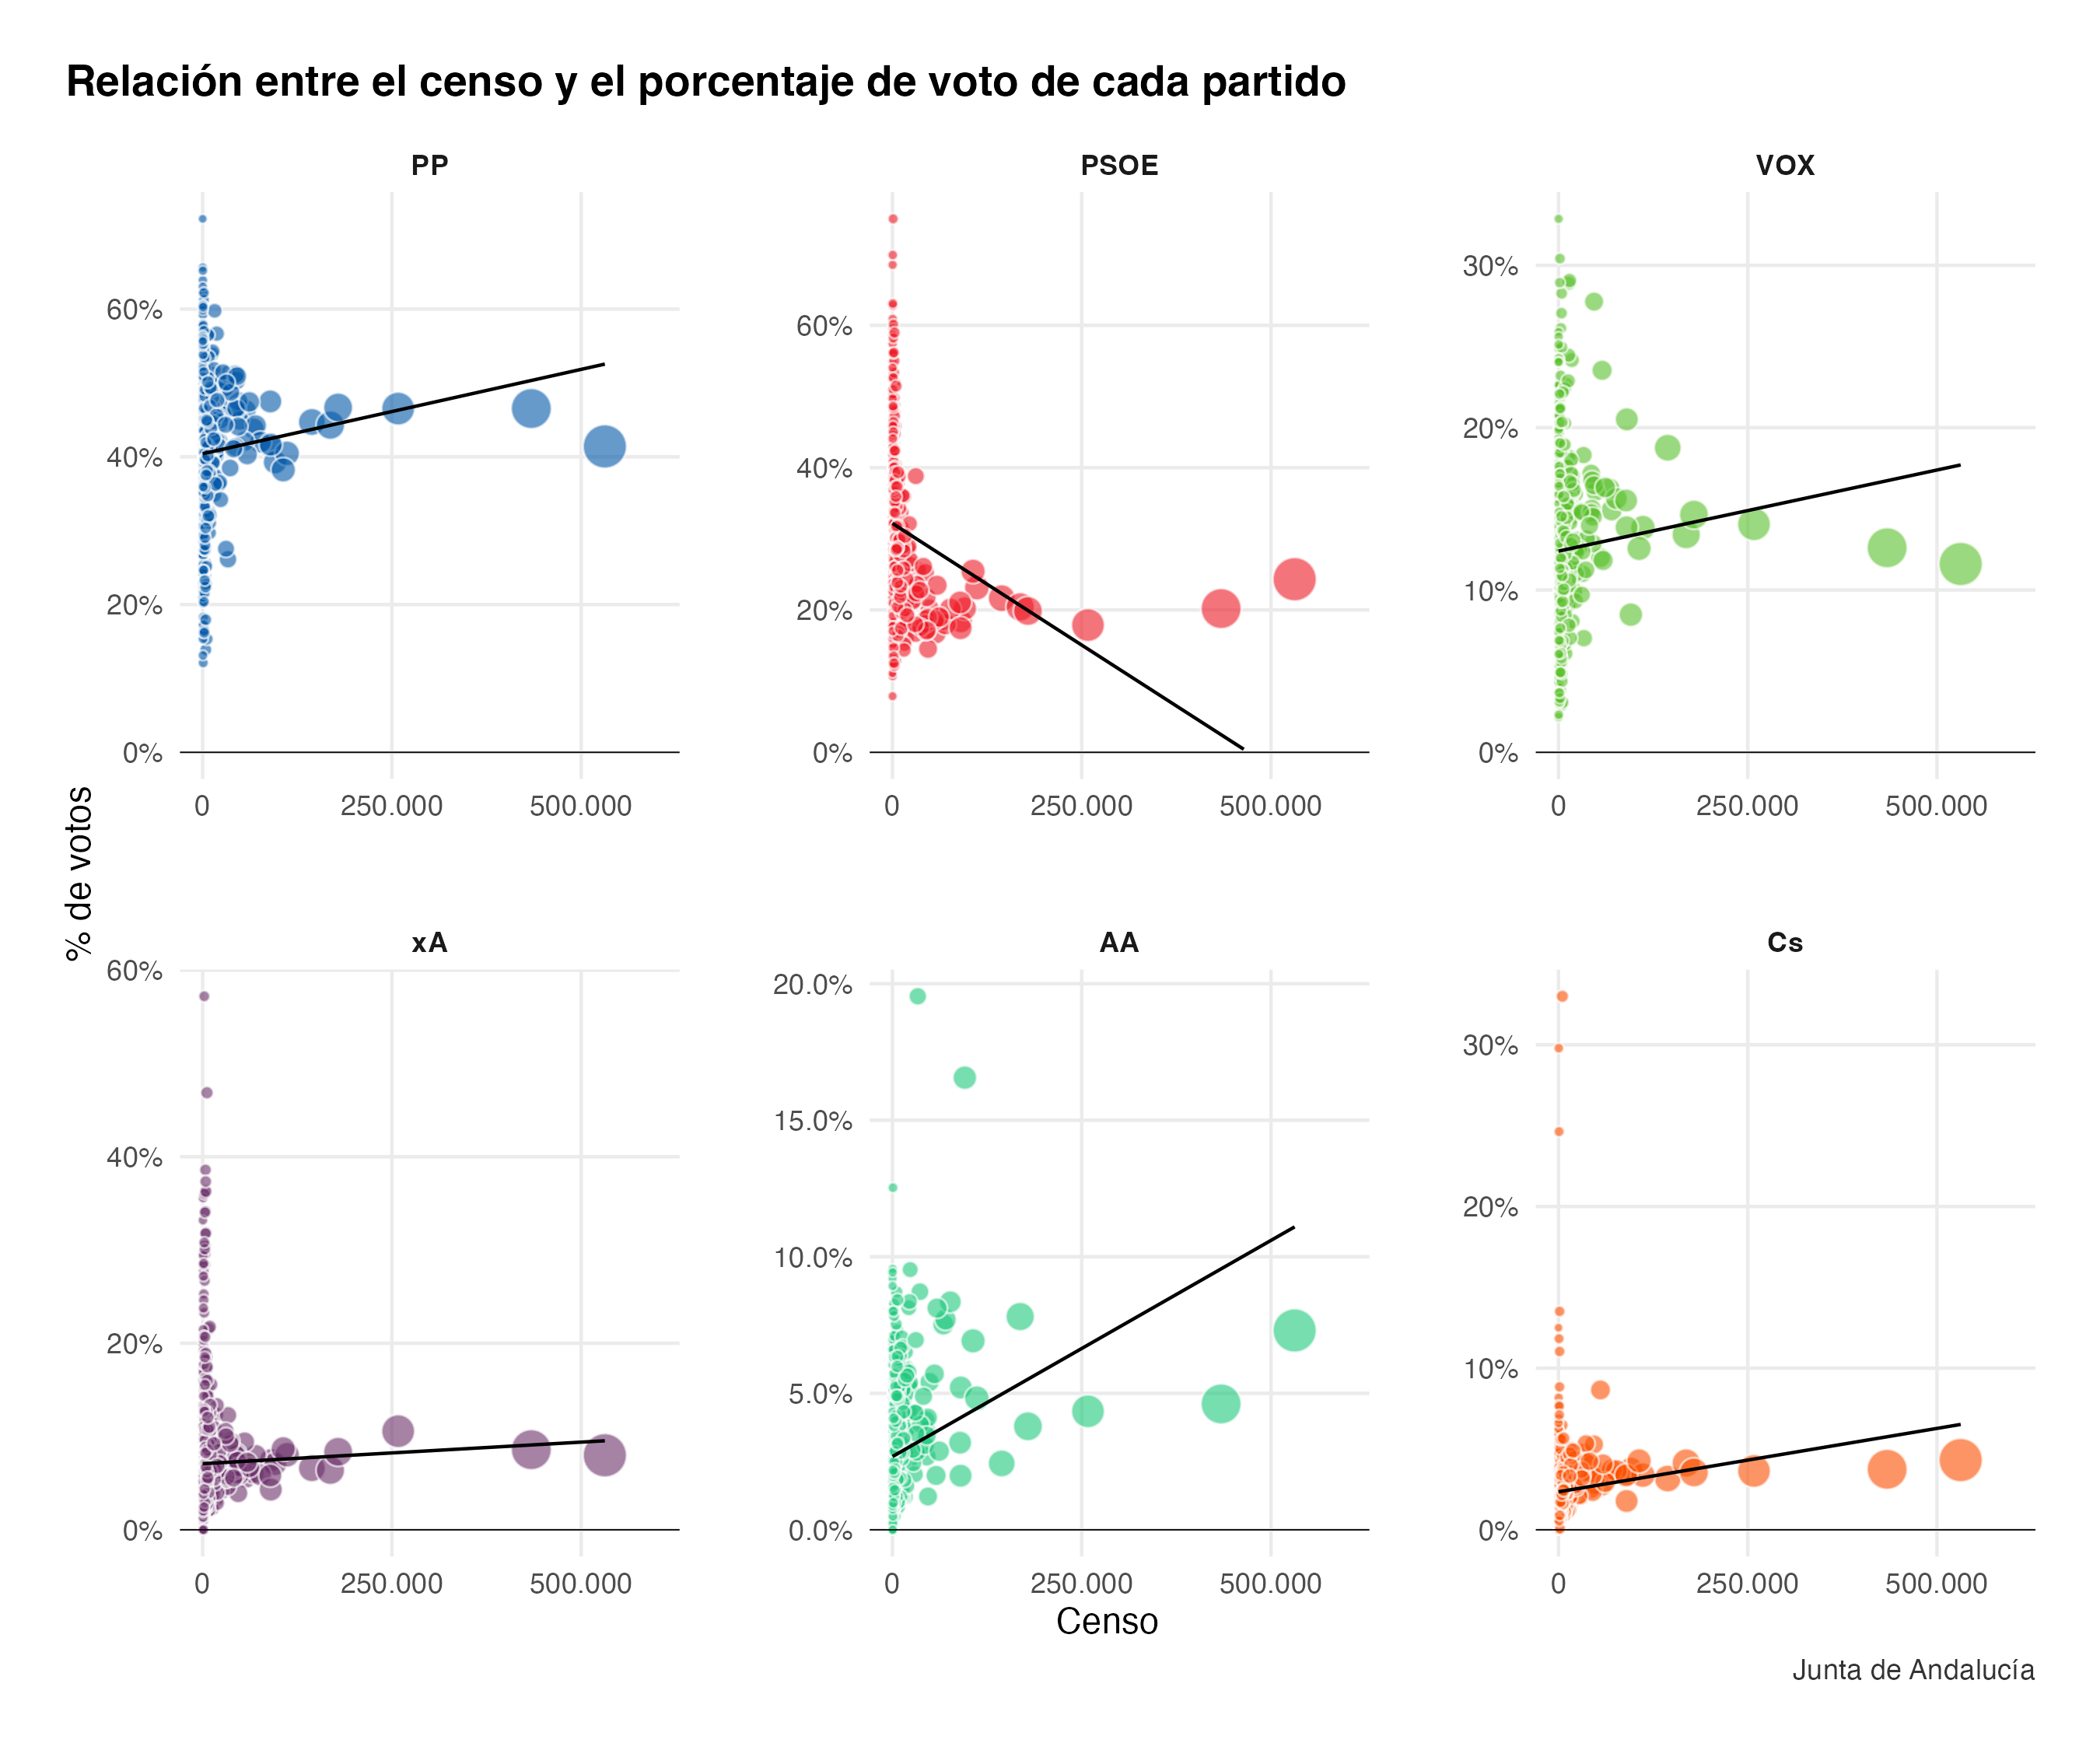 Relación entre el censo y el porcentaje de voto de cada partido
PP
PSOE
VOX
60%
40%
20%
0%
60%
40%
20%
0%
30%
20%
10%
0%
0 250.000 500.000
0 250.000 500.000
0 250.000 500.000
% de votos
xA
AA
Cs
60%
40%
20%
0%
20.0%
15.0%
10.0%
5.0%
0.0%
30%
20%
10%
0%
0 250.000 500.000
0 250.000 500.000
0 250.000 500.000
Censo
Junta de Andalucía